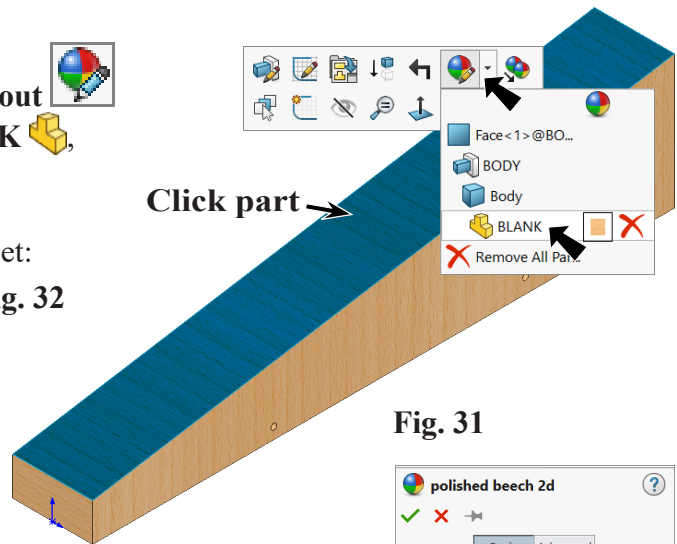 out
K ,
Click part
et:
g. 32
Face<1>@BO...
BODY
Body
BLANK
Remove All Par...
Fig. 31
polished beech 2d
?